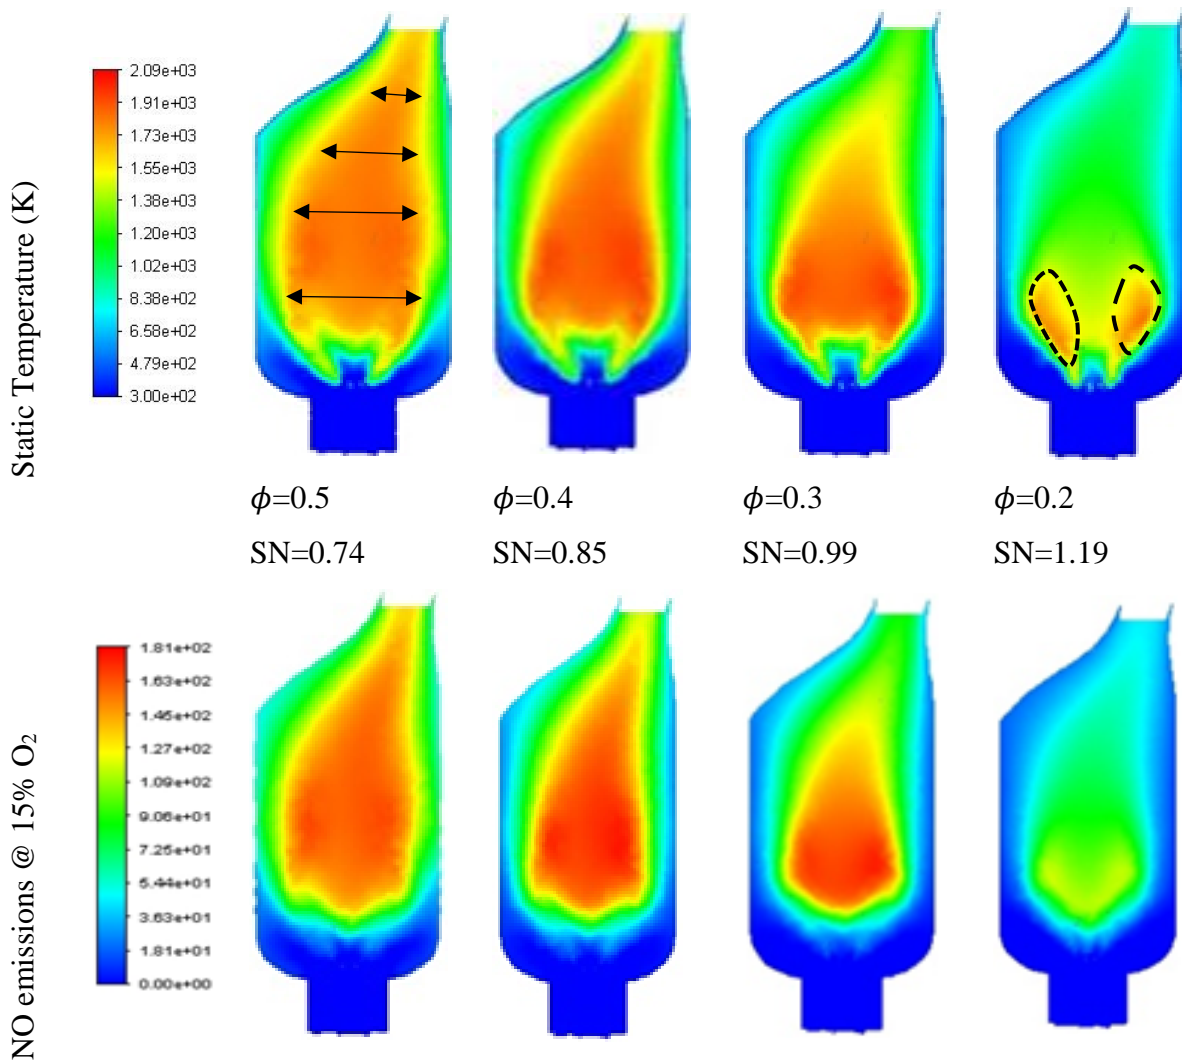 Static Temperature (K)
2.09e+03
1.91e+03
1.73e+03
1.55e+03
1.38e+03
1.20e+03
1.02e+03
8.38e+02
6.58e+02
4.79e+02
3.00e+02
ϕ=0.5 ϕ=0.4 ϕ=0.3 ϕ=0.2
SN=0.74 SN=0.85 SN=0.99 SN=1.19
NO emissions @ 15% O₂
1.81e+02
1.63e+02
1.45e+02
1.27e+02
1.09e+02
9.06e+01
7.25e+01
5.44e+01
3.63e+01
1.81e+01
0.00e+00